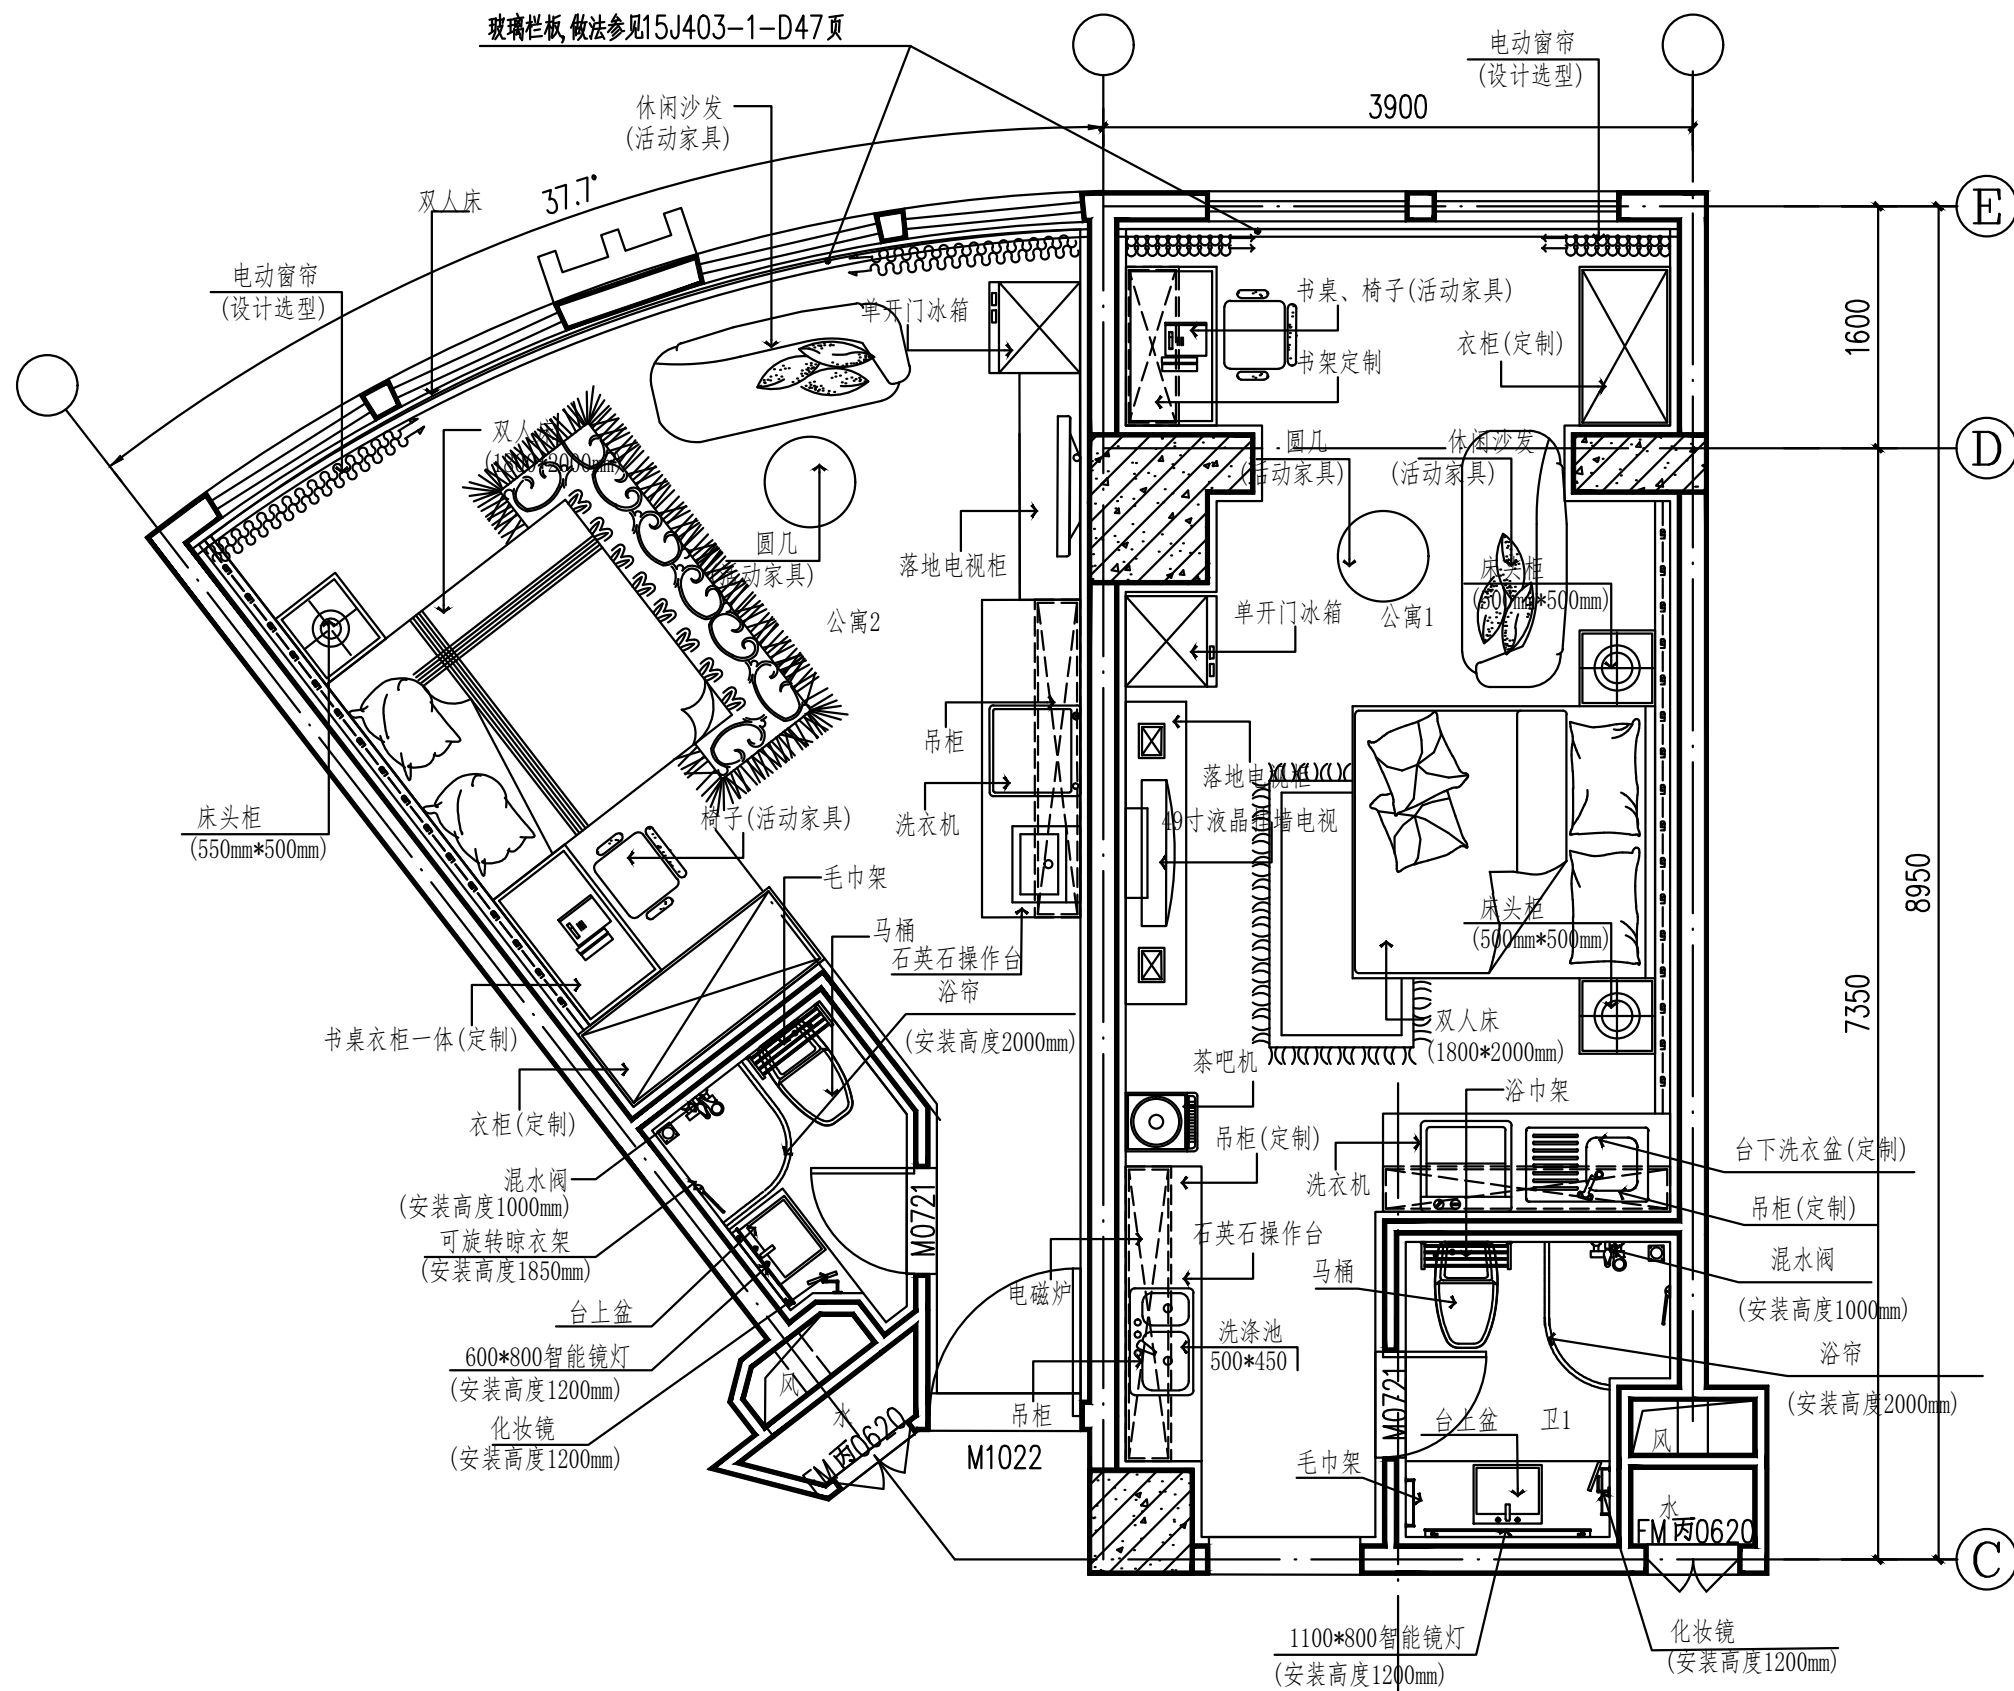 玻璃栏板,做法参见15J403-1-D47页
电动窗帘
(设计选型)
3900
休闲沙发
(活动家具)
37.7°
双人床
E
电动窗帘
(设计选型)
单开门冰箱
书桌、椅子(活动家具)
书架定制
衣柜(定制)
1600
双人床
(1800*2000mm)
圆几
(活动家具)
休闲沙发
(活动家具)
D
圆几
(活动家具)
落地电视柜
床头柜
(500mm*500mm)
公寓2
单开门冰箱
公寓1
吊柜
落地电视柜
洗衣机
49寸液晶挂墙电视
床头柜
(550mm*500mm)
椅子(活动家具)
毛巾架
马桶
石英石操作台
浴帘
(安装高度2000mm)
床头柜
(500mm*500mm)
8950
7350
书桌衣柜一体(定制)
双人床
(1800*2000mm)
茶吧机
浴巾架
衣柜(定制)
吊柜(定制)
台下洗衣盆(定制)
洗衣机
吊柜(定制)
混水阀
(安装高度1000mm)
可旋转晾衣架
(安装高度1850mm)
M0721
石英石操作台
混水阀
(安装高度1000mm)
马桶
电磁炉
台上盆
洗涤池
500*450
浴帘
(安装高度2000mm)
600*800智能镜灯
(安装高度1200mm)
风
水
FM丙0620
吊柜
M0721
台上盆
卫1
风
化妆镜
(安装高度1200mm)
M1022
毛巾架
水
FM丙0620
C
1100*800智能镜灯
(安装高度1200mm)
化妆镜
(安装高度1200mm)